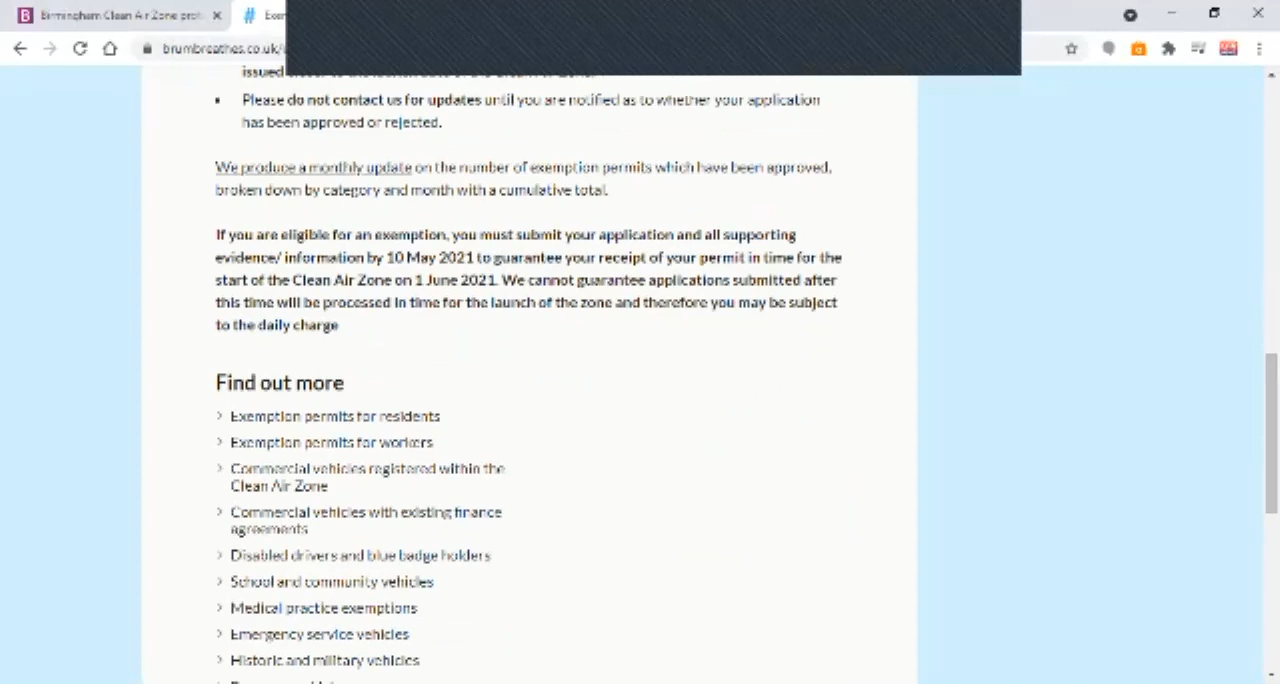 Birmingham Clean Air Zone
brumbreathes.co.uk/
issued
Please do not contact us for updates until you are notified as to whether your application
has been approved or rejected.
We produce a monthly update on the number of exemption permits which have been approved,
broken down by category and month with a cumulative total.
If you are eligible for an exemption, you must submit your application and all supporting
evidence/ information by 10 May 2021 to guarantee your receipt of your permit in time for the
start of the Clean Air Zone on 1 June 2021. We cannot guarantee applications submitted after
this time will be processed in time for the launch of the zone and therefore you may be subject
to the daily charge
Find out more
Exemption permits for residents
Exemption permits for workers
Commercial vehicles registered within the
Clean Air Zone
Commercial vehicles with existing finance
agreements
Disabled drivers and blue badge holders
School and community vehicles
Medical practice exemptions
Emergency service vehicles
Historic and military vehicles